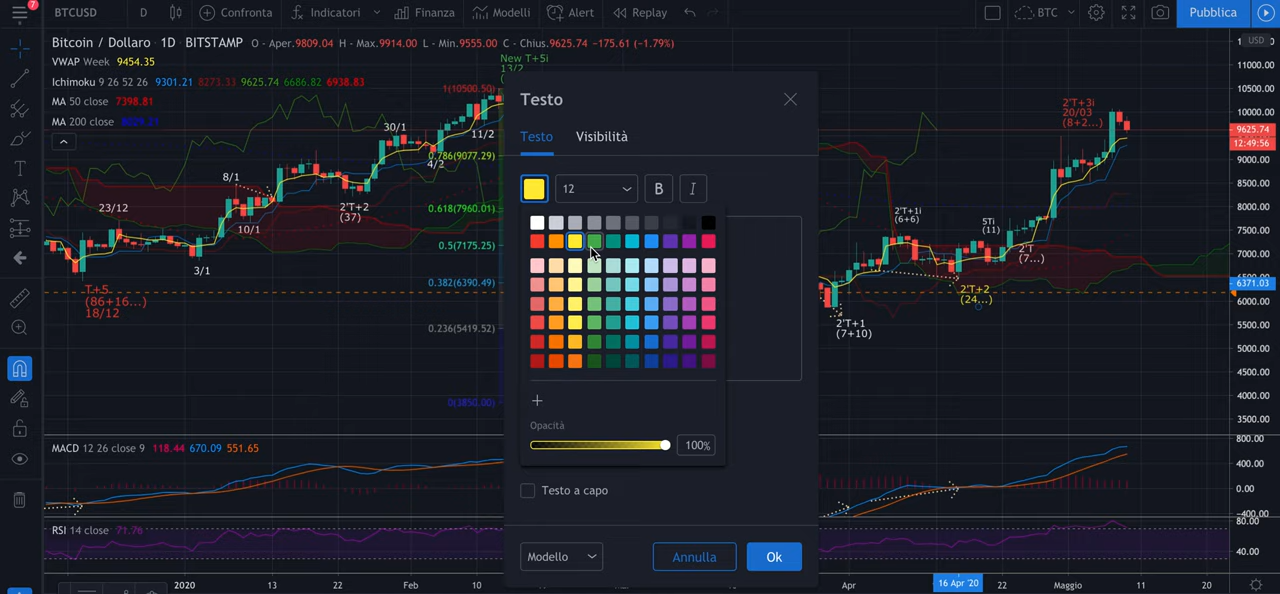 7
BTCUSD
D
Confronta
Indicatori
Finanza
Modelli
Alert
Replay
BTC
Pubblica
Bitcoin / Dollaro 1D BITSTAMP O - Aper.9809.04 H - Max.9914.00 L - Min.9555.00 C - Chius.9625.74 -175.61 (-1.79%)
VWAP Week 9454.35
Ichimoku 9 26 52 26 9301.21 8273.33 9625.74 6686.82 6938.83
MA 50 close 7398.81
MA 200 close
New T+5i
13/2
1(10500.50)
30/1
11/2
0.786(9077.29)
4/2
8/1
23/12
10/1
2'T+2
(37)
0.618(7960.01)
0.5(7175.25)
3/1
0.382(6390.49)
T+5
(86+16...)
18/12
0.236(5419.52)
0(3850.00)
Testo
Testo
Visibilità
12
B
I
Opacità
100%
Testo a capo
Modello
Annulla
Ok
2'T+3i
20/03
(8+2...)
2'T+1i
(6+6)
5Ti
(11)
2'T
(7...)
2'T+2
(24...)
2'T+1
(7+10)
USD
11000.00
10500.00
10000.00
9625.74
12:49:56
9000.00
8500.00
8000.00
7500.00
7000.00
6371.03
6000.00
5500.00
5000.00
4500.00
4000.00
3500.00
MACD 12 26 close 9 118.44 670.09 551.65
800.00
400.00
0.00
-400.00
RSI 14 close 71.76
80.00
40.00
2020
13
22
Feb
10
Apr
16 Apr '20
22
Maggio
11
20